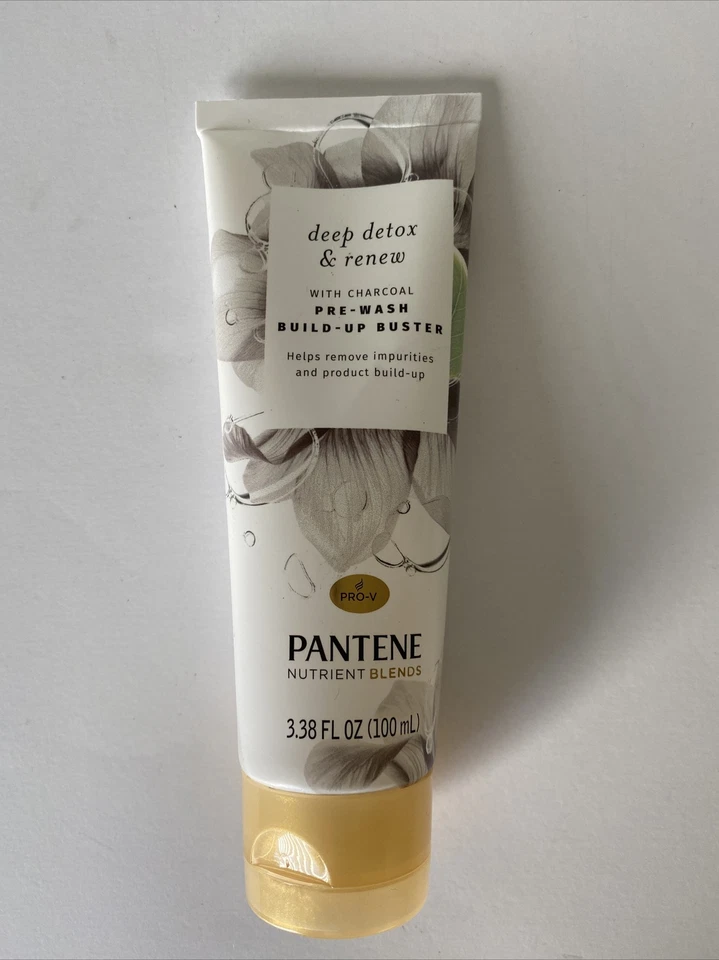 deep detox
& renew
WITH CHARCOAL
PRE-WASH
BUILD-UP BUSTER
Helps remove impurities
and product build-up
PRO-V
PANTENE
NUTRIENT BLENDS
3.38 FL OZ (100 mL)